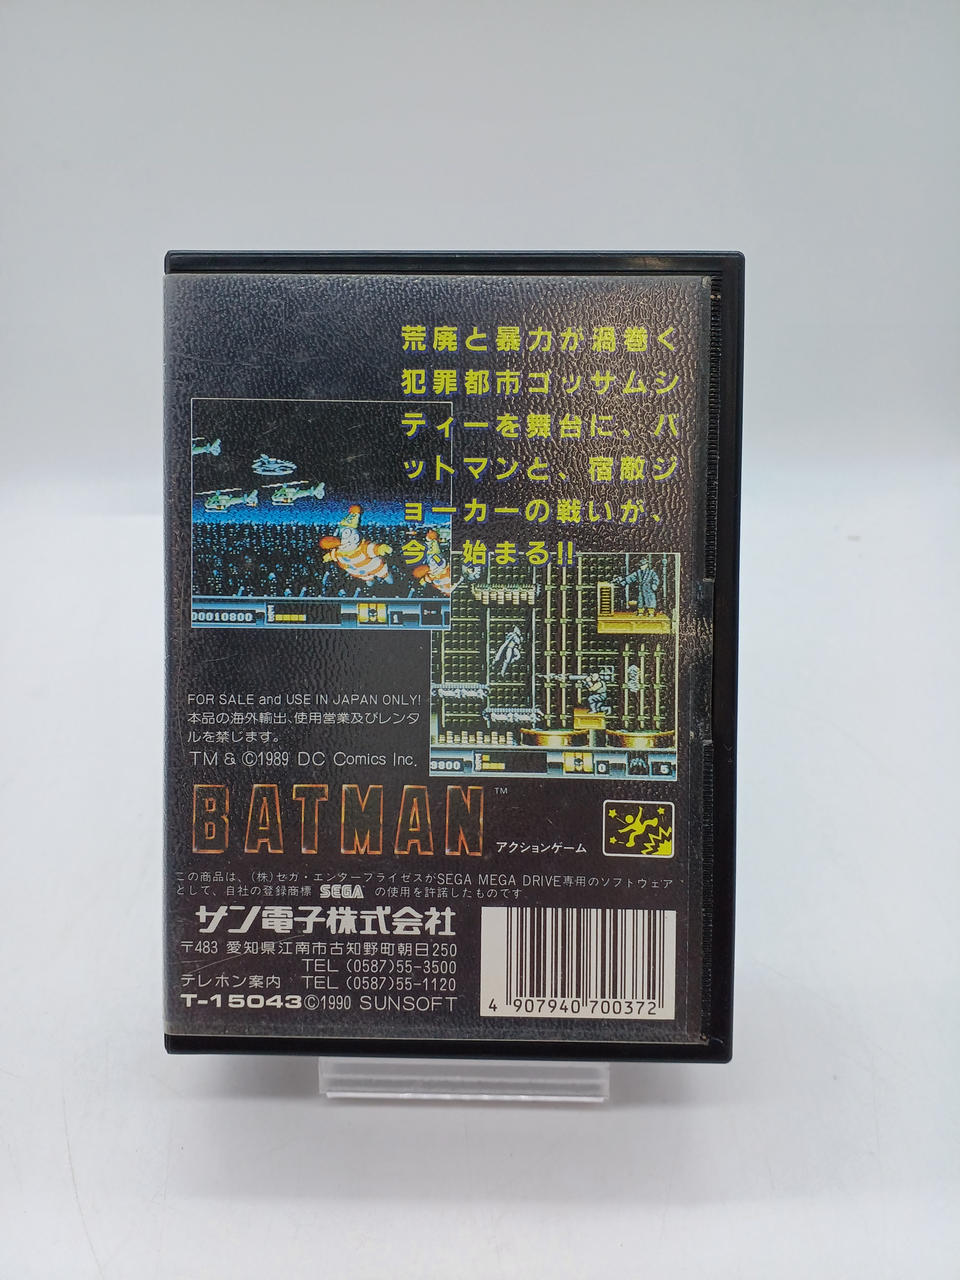 荒廃と暴力が渦巻く
犯罪都市ゴッサムシ
ティーを舞台に、バ
ットマンと、宿敵ジ
ョーカーの戦いが、
今、始まる!!
00010800
1
9800
0
5
FOR SALE and USE IN JAPAN ONLY!
本品の海外輸出、使用営業及びレンタ
ルを禁じます。
TM & ©1989 DC Comics Inc.
BATMAN™
アクションゲーム
この商品は、(株)セガ・エンタープライゼスがSEGA MEGA DRIVE専用のソフトウェア
として、自社の登録商標 SEGA の使用を許諾したものです。
サン電子株式会社
〒483 愛知県江南市古知野町朝日250
TEL (0587)55-3500
テレホン案内 TEL (0587)55-1120
T-15043©1990 SUNSOFT
4 907940 700372